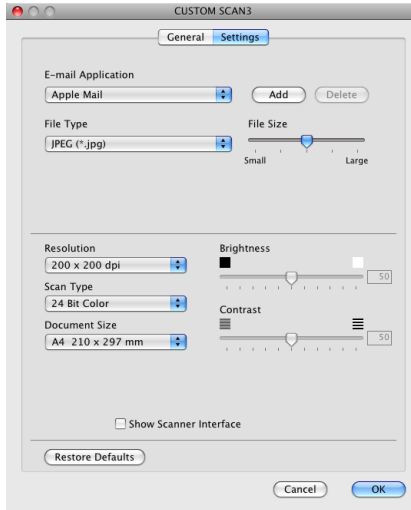 CUSTOM SCAN3
General Settings
E-mail Application
Apple Mail Add Delete
File Type File Size
JPEG (*.jpg)
Small Large
Resolution Brightness
200 x 200 dpi
50
Scan Type
24 Bit Color
Contrast
Document Size
A4 210 x 297 mm 50
Show Scanner Interface
Restore Defaults
Cancel OK